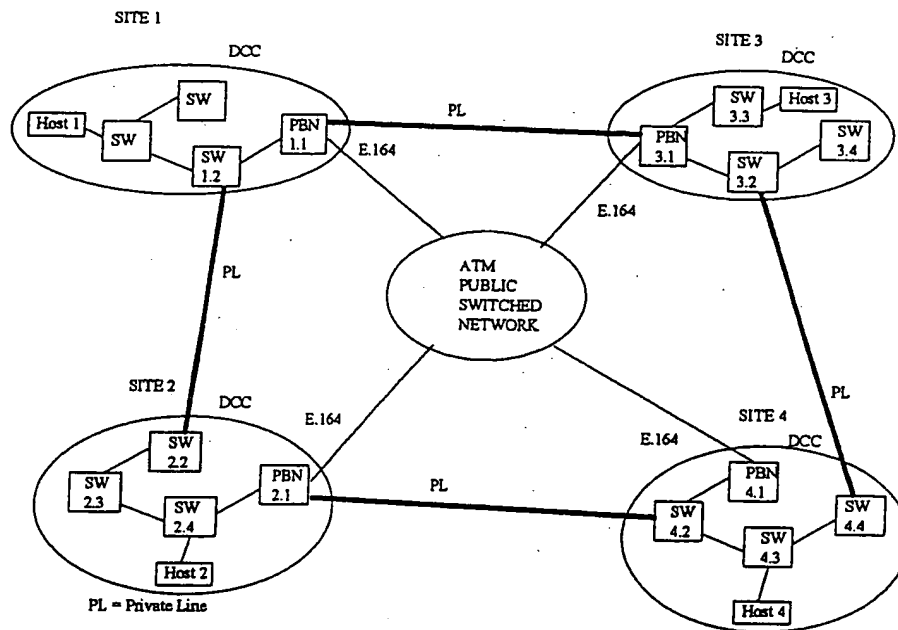 SITE 1
DCC
SW
Host 1
SW
PBN
1.1
SW
1.2
E.164
PL
SITE 3
DCC
SW
3.3
Host 3
PBN
3.1
SW
3.4
SW
3.2
E.164
PL
ATM
PUBLIC
SWITCHED
NETWORK
SITE 2
DCC
SW
2.2
SW
2.3
PBN
2.1
SW
2.4
Host 2
E.164
PL
PL
SITE 4
DCC
E.164
PBN
4.1
SW
4.2
SW
4.4
SW
4.3
Host 4
PL = Private Line